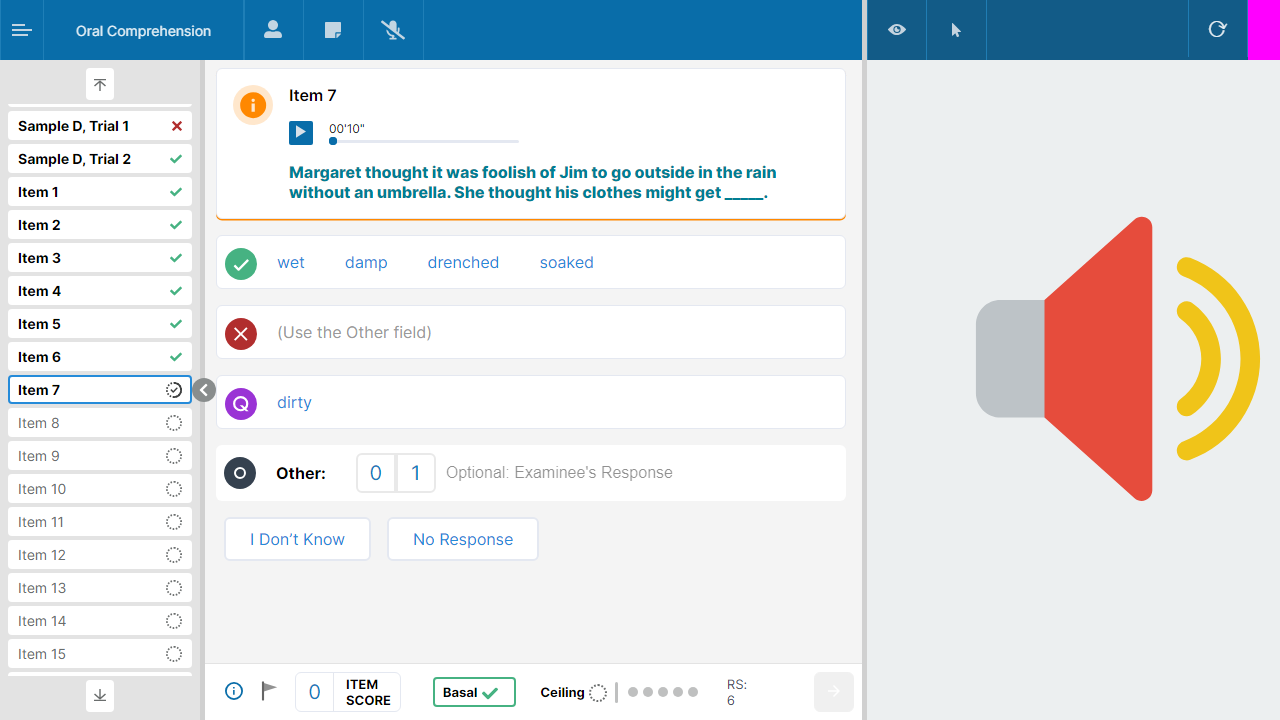 Oral Comprehension
Sample D, Trial 1
Sample D, Trial 2
Item 1
Item 2
Item 3
Item 4
Item 5
Item 6
Item 7
Item 8
Item 9
Item 10
Item 11
Item 12
Item 13
Item 14
Item 15
Item 7
00'10"
Margaret thought it was foolish of Jim to go outside in the rain
without an umbrella. She thought his clothes might get _____.
wet damp drenched soaked
(Use the Other field)
Q dirty
Other: 0 1 Optional: Examinee's Response
I Don’t Know No Response
0 ITEM SCORE Basal Ceiling RS: 6